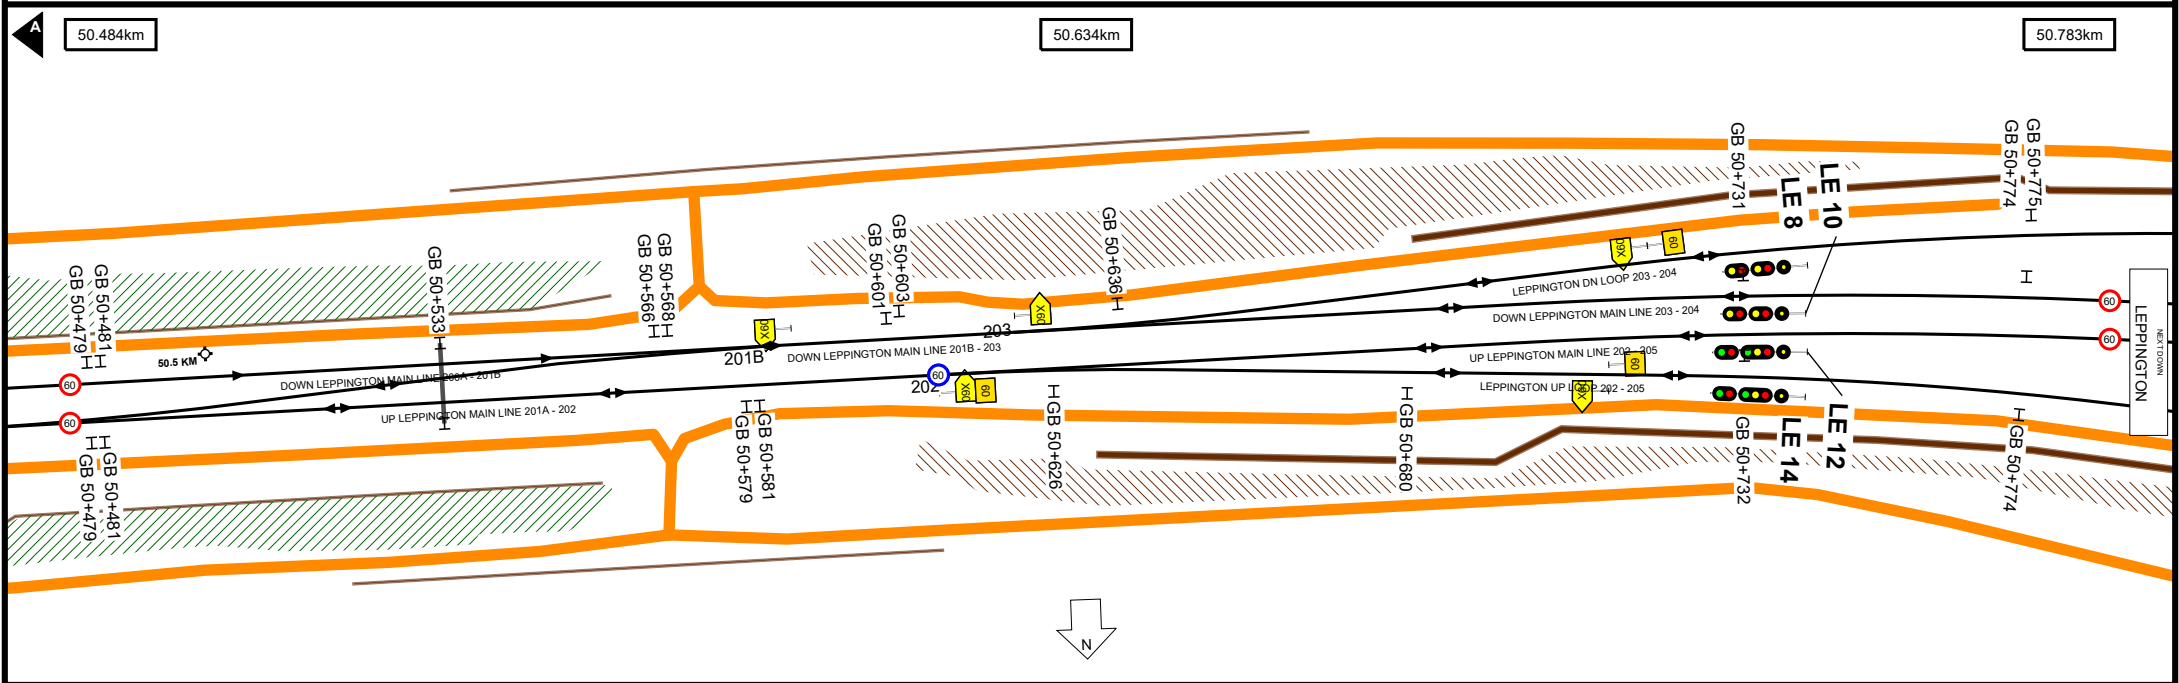 A
50.484km
50.634km
50.783km
GB 50+479
GB 50+481
GB 50+533
GB 50+566
GB 50+568
GB 50+601
GB 50+603
GB 50+636
GB 50+731
LE 8
LE 10
GB 50+774
GB 50+775
50.5 KM
60
60
DOWN LEPPINGTON MAIN LINE 200A - 201B
UP LEPPINGTON MAIN LINE 201A - 202
201B
X60
DOWN LEPPINGTON MAIN LINE 201B - 203
203
X60
202
60
X60
60
X60
60
LEPPINGTON DN LOOP 203 - 204
DOWN LEPPINGTON MAIN LINE 203 - 204
UP LEPPINGTON MAIN LINE 202 - 205
60
LEPPINGTON UP LOOP 202 - 205
X60
60
60
LEPPINGTON
NEXT DOWN
GB 50+479
GB 50+481
GB 50+579
GB 50+581
GB 50+626
GB 50+680
GB 50+732
LE 14
LE 12
GB 50+774
N